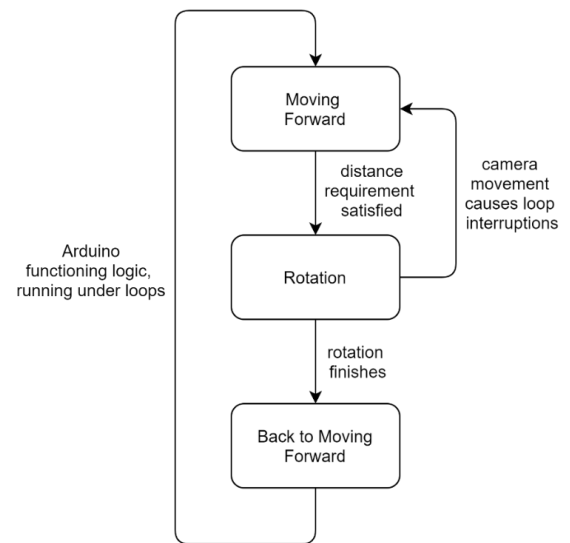 Moving
Forward
distance
requirement
satisfied
camera
movement
causes loop
interruptions
Arduino
functioning logic,
running under loops
Rotation
rotation
finishes
Back to Moving
Forward